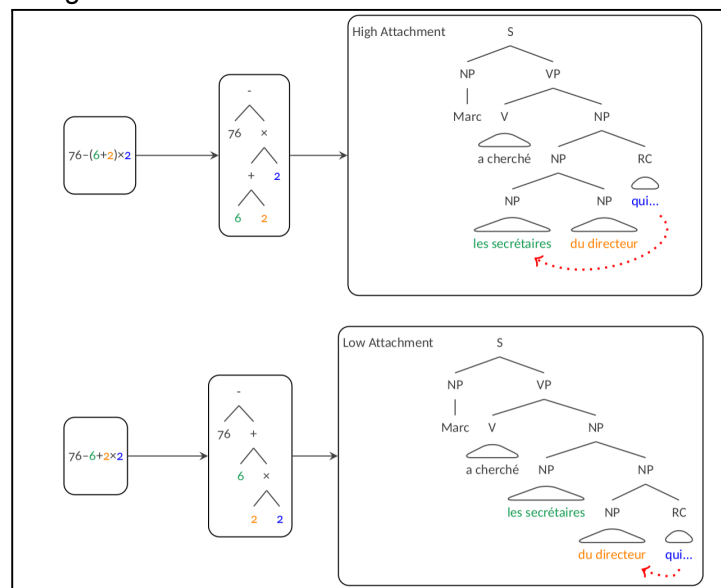 High Attachment S
NP VP
-
Marc V NP
76 ×
76-(6+2)×2
a cherché NP RC
+ 2
NP NP qui...
6 2
les secrétaires du directeur
Low Attachment S
NP VP
-
Marc V NP
76 +
76-6+2×2
a cherché NP NP
6 ×
les secrétaires NP RC
2 2
du directeur qui...